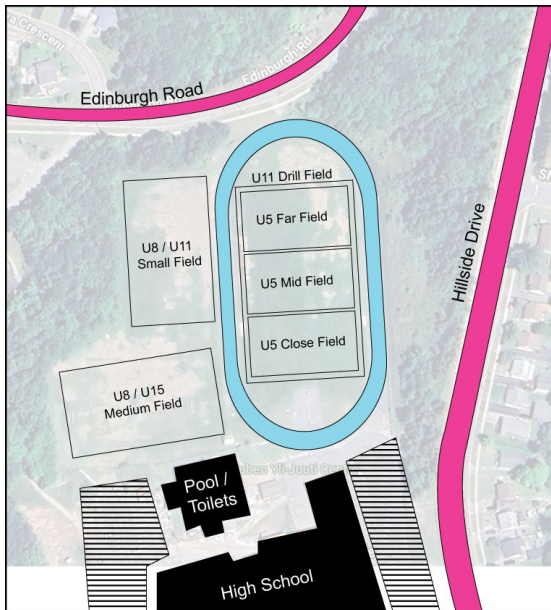 Edinburgh Rd
Edinburgh Road
U11 Drill Field
U5 Far Field
U8 / U11
Small Field
Hillside Drive
U5 Mid Field
U5 Close Field
U8 / U15
Medium Field
Pool /
Toilets
High School